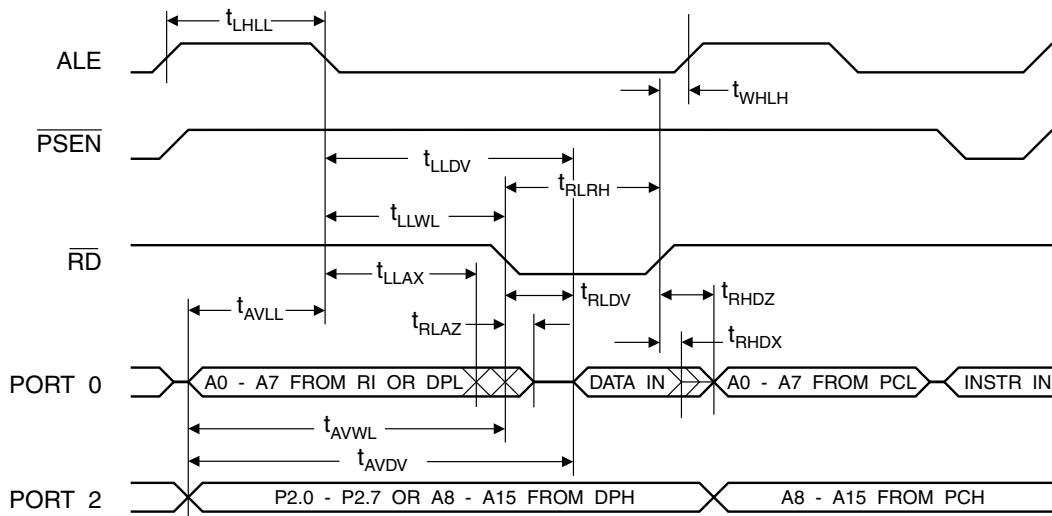 tLHLL
ALE
tWHLH
PSEN
tLLDV
tRLRH
tLLWL
RD
tLLAX
tRLDV
tRHDZ
tAVLL
tRLAZ
tRHDX
PORT 0
A0 - A7 FROM RI OR DPL
DATA IN
A0 - A7 FROM PCL
INSTR IN
tAVWL
tAVDV
PORT 2
P2.0 - P2.7 OR A8 - A15 FROM DPH
A8 - A15 FROM PCH